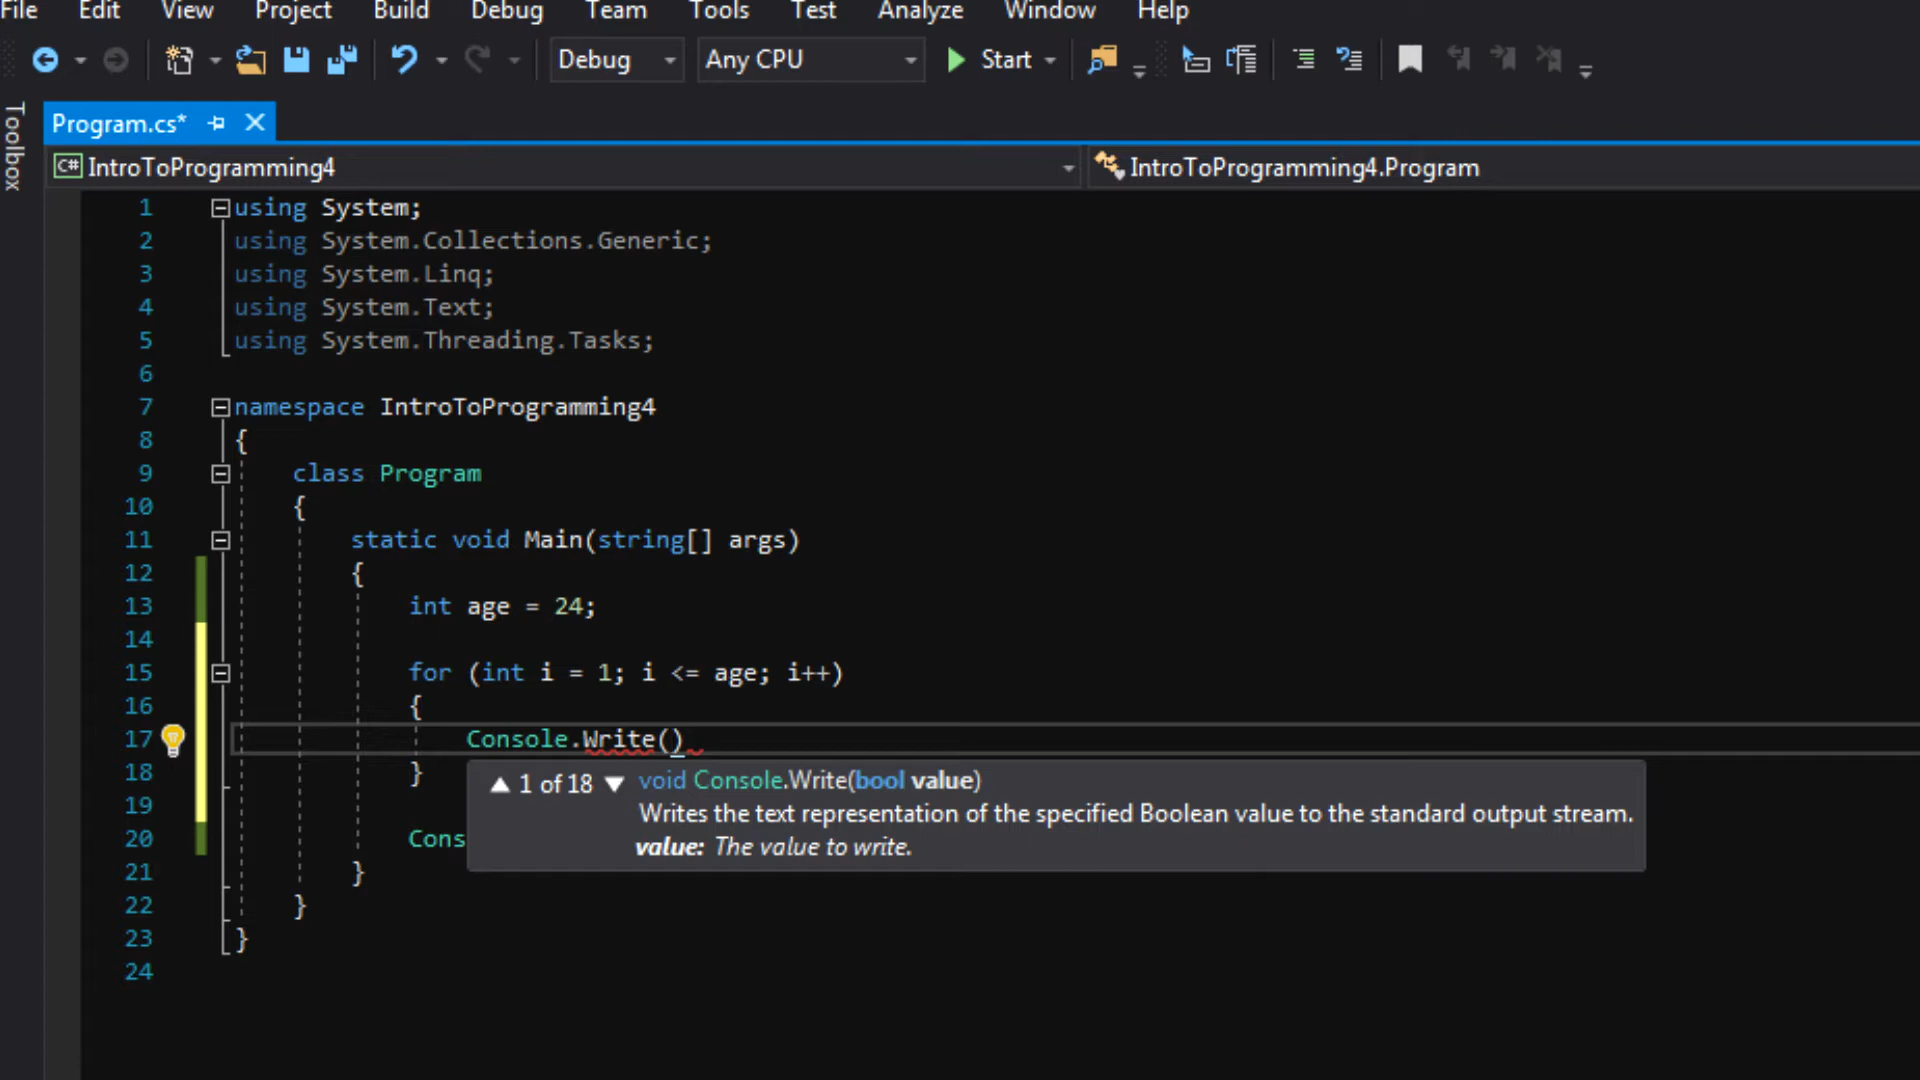 File Edit View Project Build Debug Team Tools Test Analyze Window Help
Debug Any CPU Start
Toolbox
Program.cs*
C# IntroToProgramming4 IntroToProgramming4.Program
1 using System;
2 using System.Collections.Generic;
3 using System.Linq;
4 using System.Text;
5 using System.Threading.Tasks;
6
7 namespace IntroToProgramming4
8 {
9 class Program
10 {
11 static void Main(string[] args)
12 {
13 int age = 24;
14
15 for (int i = 1; i <= age; i++)
16 {
17 Console.Write()
18 }
▲ 1 of 18 ▼ void Console.Write(bool value)
19
Writes the text representation of the specified Boolean value to the standard output stream.
20 Cons
value: The value to write.
21 }
22 }
23 }
24